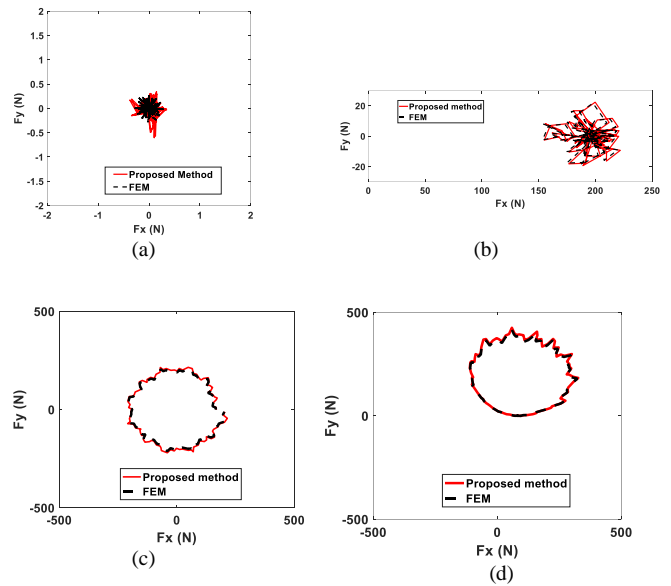 2
1.5
1
0.5
0
-0.5
-1
-1.5
-2
Fy (N)
Proposed Method
FEM
-2 -1 0 1 2
Fx (N)
(a)
20
0
-20
Fy (N)
Proposed method
FEM
0 50 100 150 200 250
Fx (N)
(b)
500
0
-500
Fy (N)
Proposed method
FEM
-500 0 500
Fx (N)
(c)
500
0
-500
Fy (N)
Proposed method
FEM
-500 0 500
Fx (N)
(d)